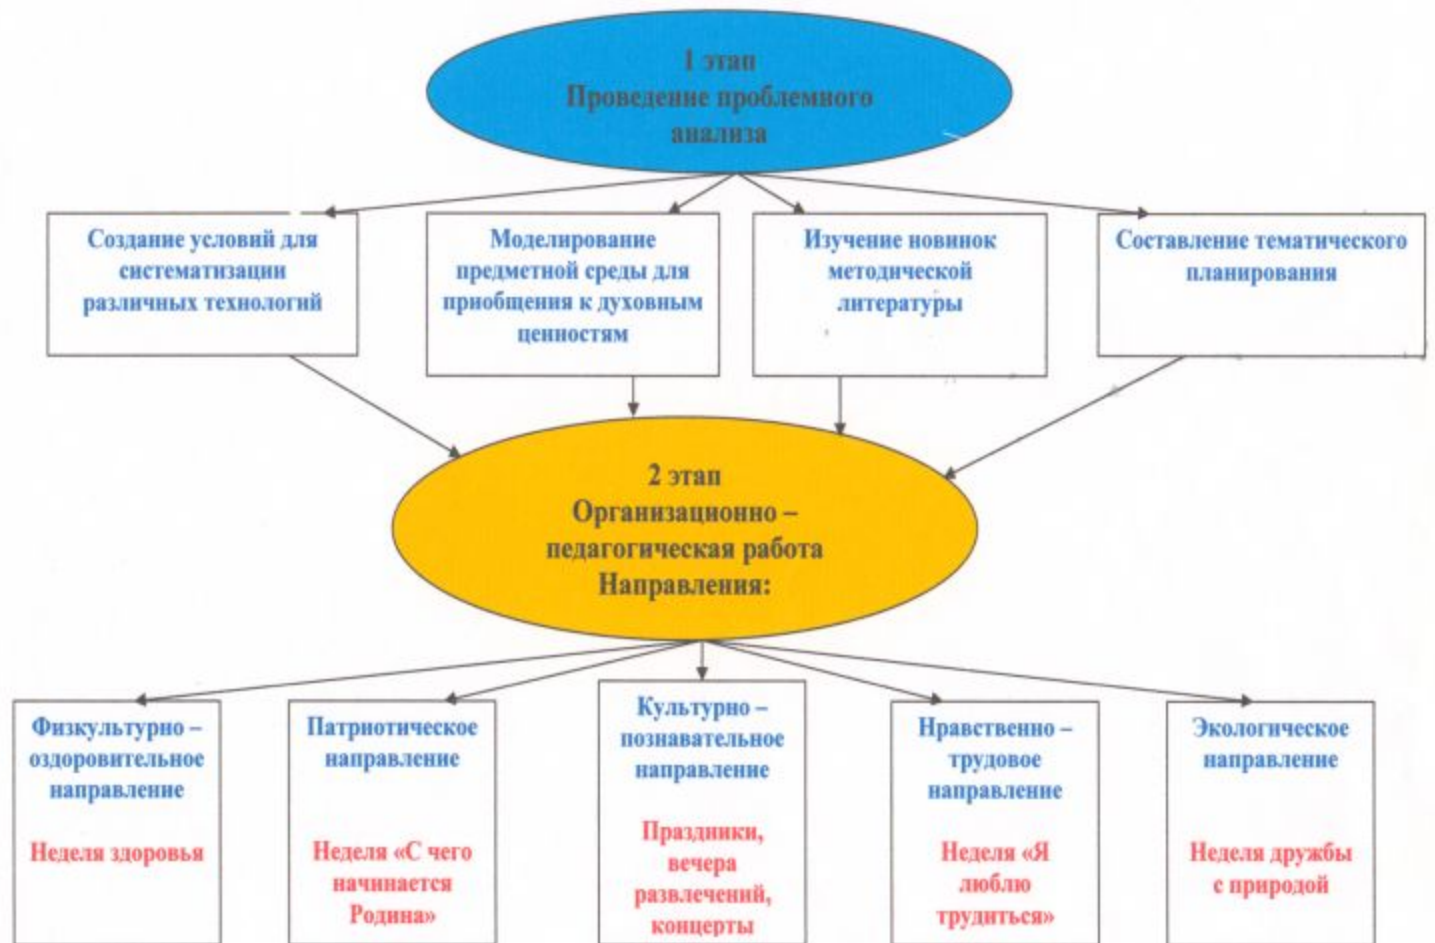 1 этап
Проведение проблемного
анализа
Создание условий для
систематизации
различных технологий
Моделирование
предметной среды для
приобщения к духовным
ценностям
Изучение новинок
методической
литературы
Составление тематического
планирования
2 этап
Организационно –
педагогическая работа
Направления:
Физкультурно –
оздоровительное
направление
Неделя здоровья
Патриотическое
направление
Неделя «С чего
начинается
Родина»
Культурно –
познавательное
направление
Праздники,
вечера
развлечений,
концерты
Нравственно –
трудовое
направление
Неделя «Я
люблю
трудиться»
Экологическое
направление
Неделя дружбы
с природой